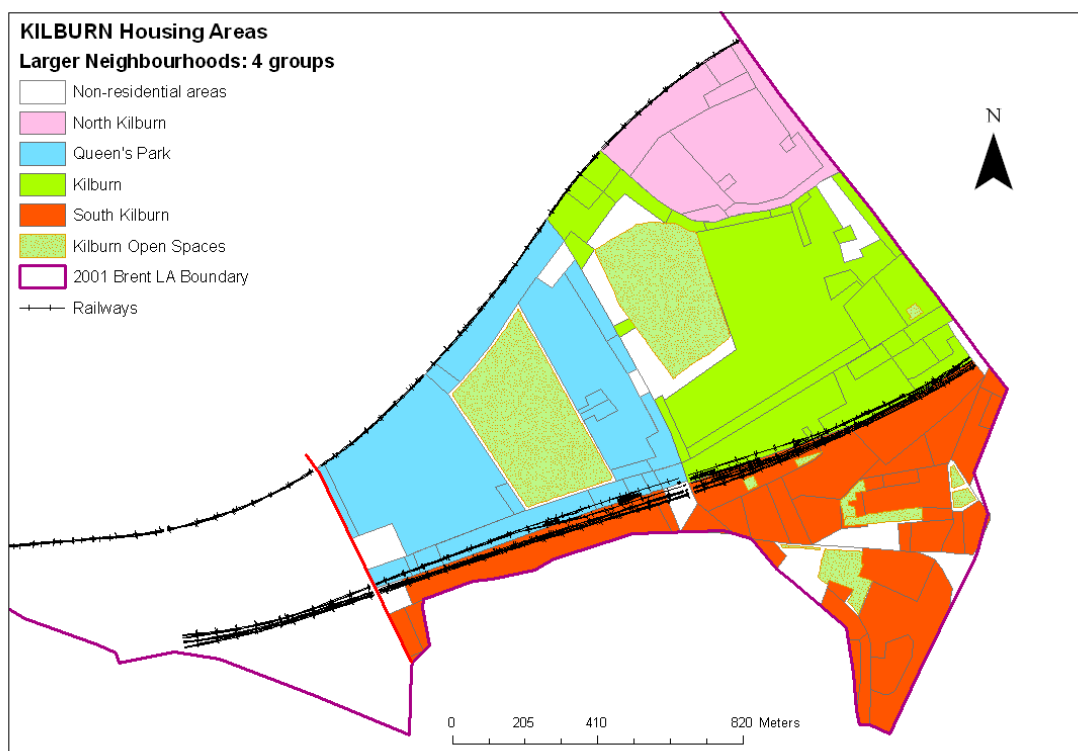 KILBURN Housing Areas
Larger Neighbourhoods: 4 groups
Non-residential areas
North Kilburn
Queen's Park
Kilburn
South Kilburn
Kilburn Open Spaces
2001 Brent LA Boundary
Railways
N
0 205 410 820 Meters